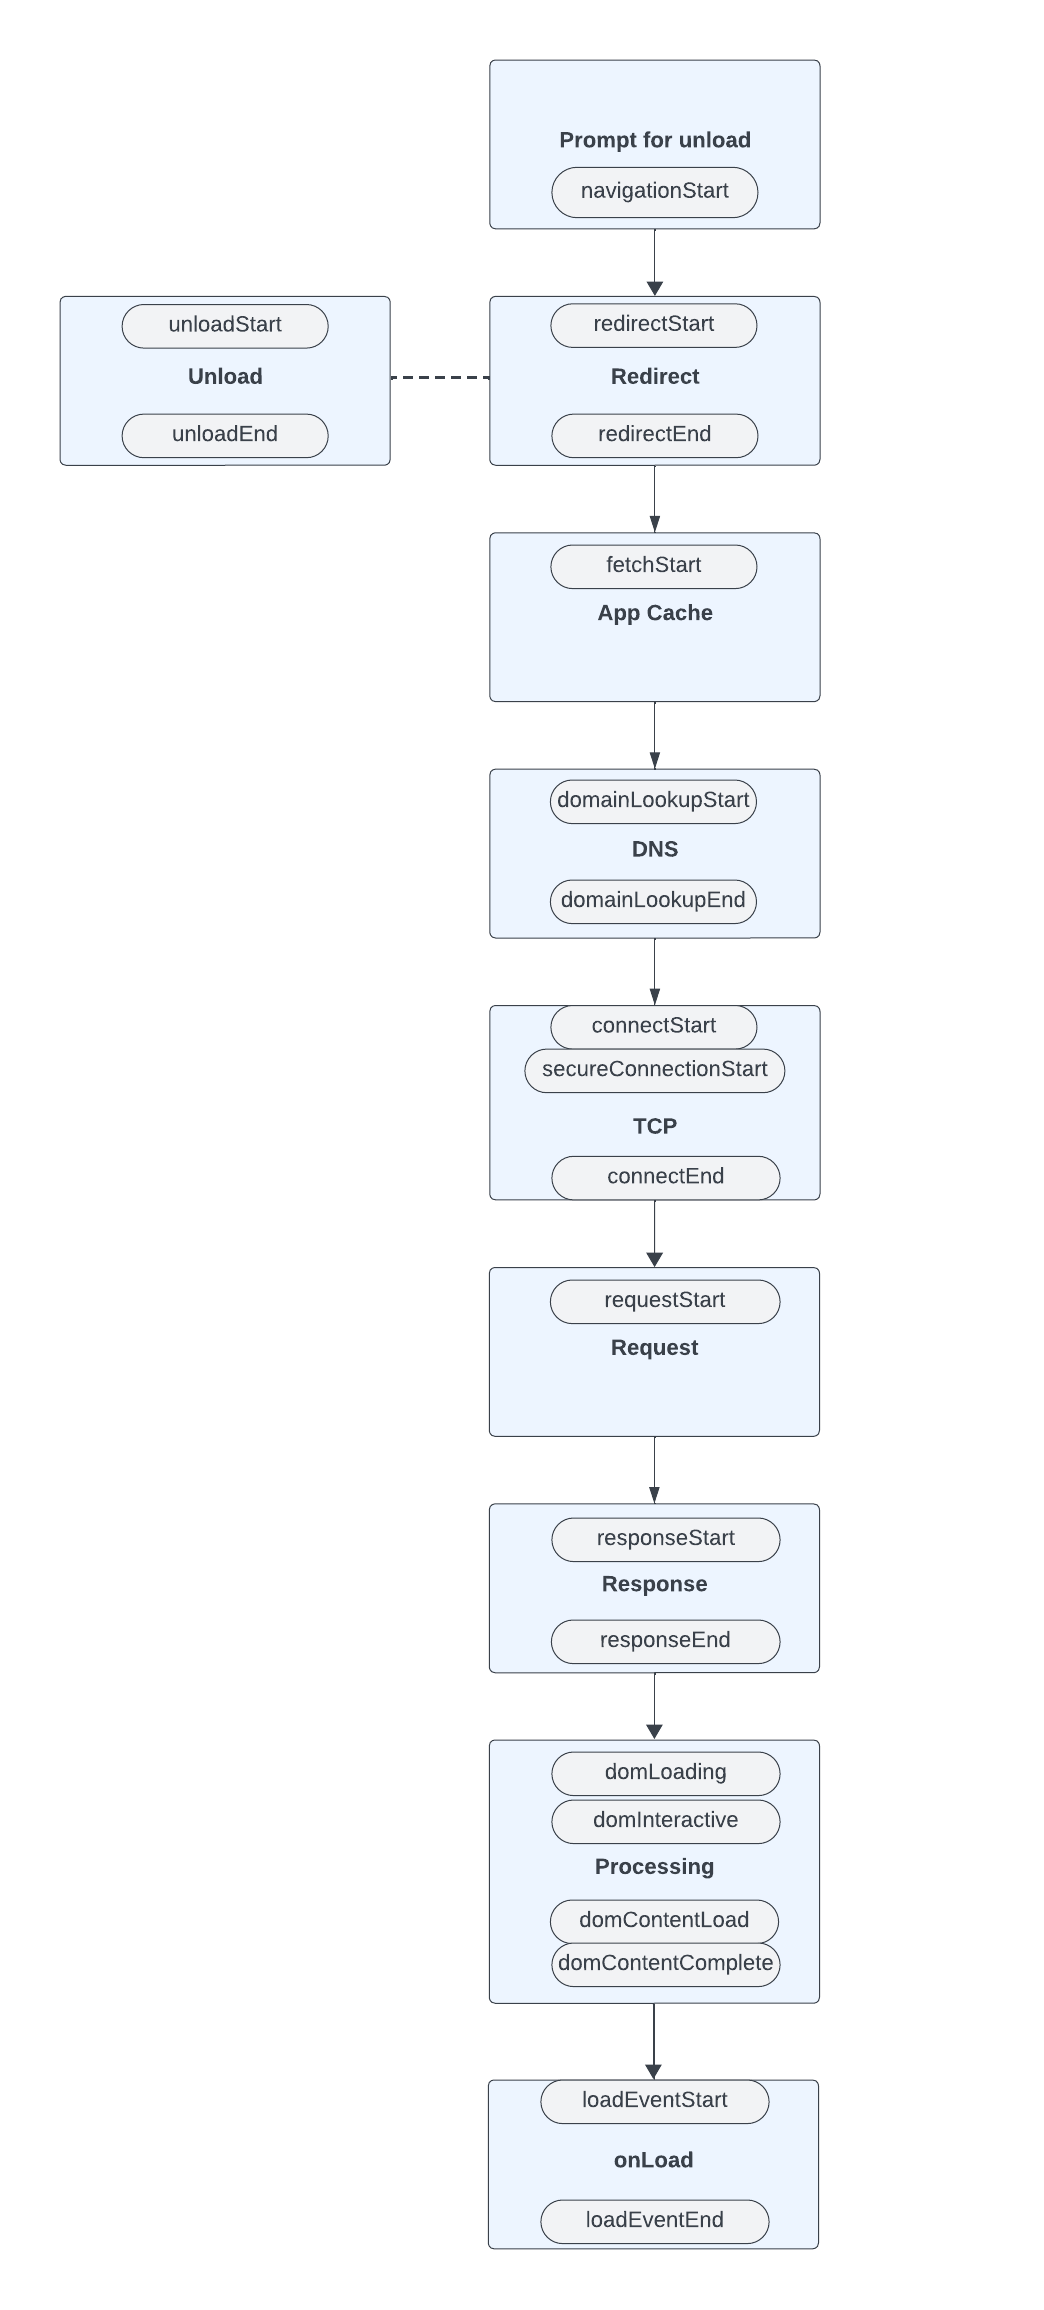 Prompt for unload
navigationStart
unloadStart
Unload
unloadEnd
redirectStart
Redirect
redirectEnd
fetchStart
App Cache
domainLookupStart
DNS
domainLookupEnd
connectStart
secureConnectionStart
TCP
connectEnd
requestStart
Request
responseStart
Response
responseEnd
domLoading
domInteractive
Processing
domContentLoad
domContentComplete
loadEventStart
onLoad
loadEventEnd